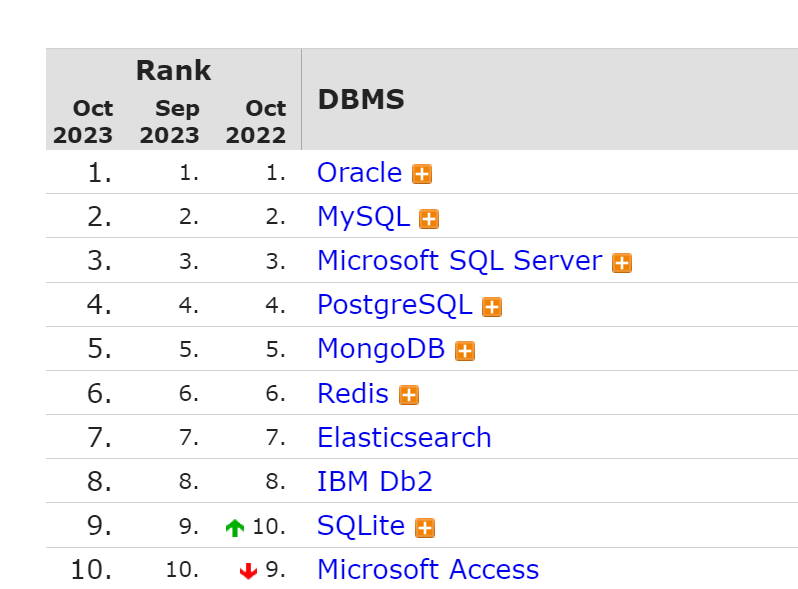 Rank
DBMS
Oct 2023 Sep 2023 Oct 2022
1. 1. 1. Oracle
2. 2. 2. MySQL
3. 3. 3. Microsoft SQL Server
4. 4. 4. PostgreSQL
5. 5. 5. MongoDB
6. 6. 6. Redis
7. 7. 7. Elasticsearch
8. 8. 8. IBM Db2
9. 9. 10. SQLite
10. 10. 9. Microsoft Access